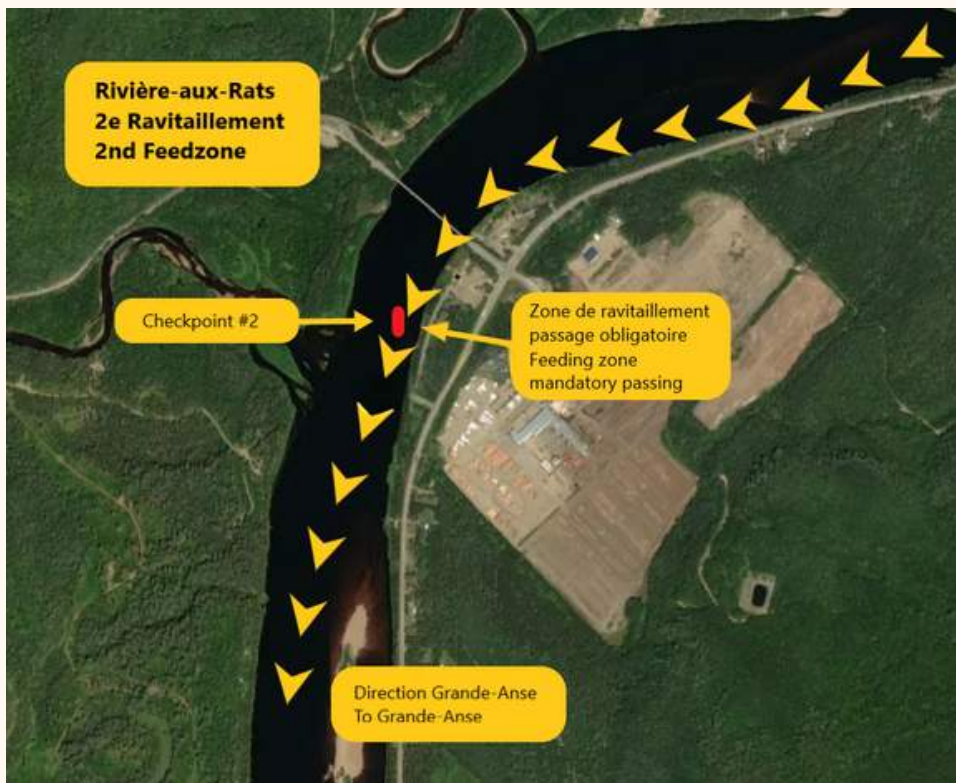 Rivière-aux-Rats
2e Ravitaillement
2nd Feedzone
Checkpoint #2
Zone de ravitaillement
passage obligatoire
Feeding zone
mandatory passing
Direction Grande-Anse
To Grande-Anse